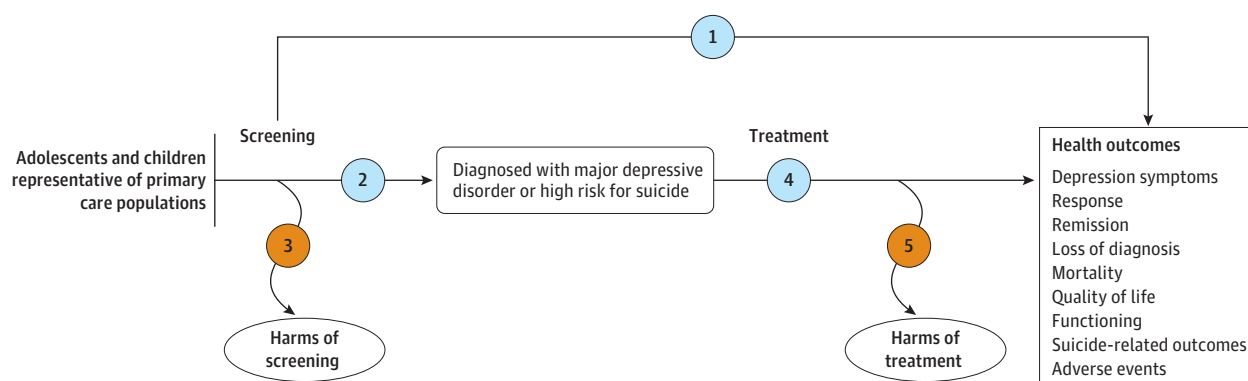 1
Screening
Treatment
Adolescents and children
representative of primary
care populations
2
Diagnosed with major depressive
disorder or high risk for suicide
4
Health outcomes
Depression symptoms
Response
Remission
Loss of diagnosis
Mortality
Quality of life
Functioning
Suicide-related outcomes
Adverse events
3
5
Harms of
screening
Harms of
treatment